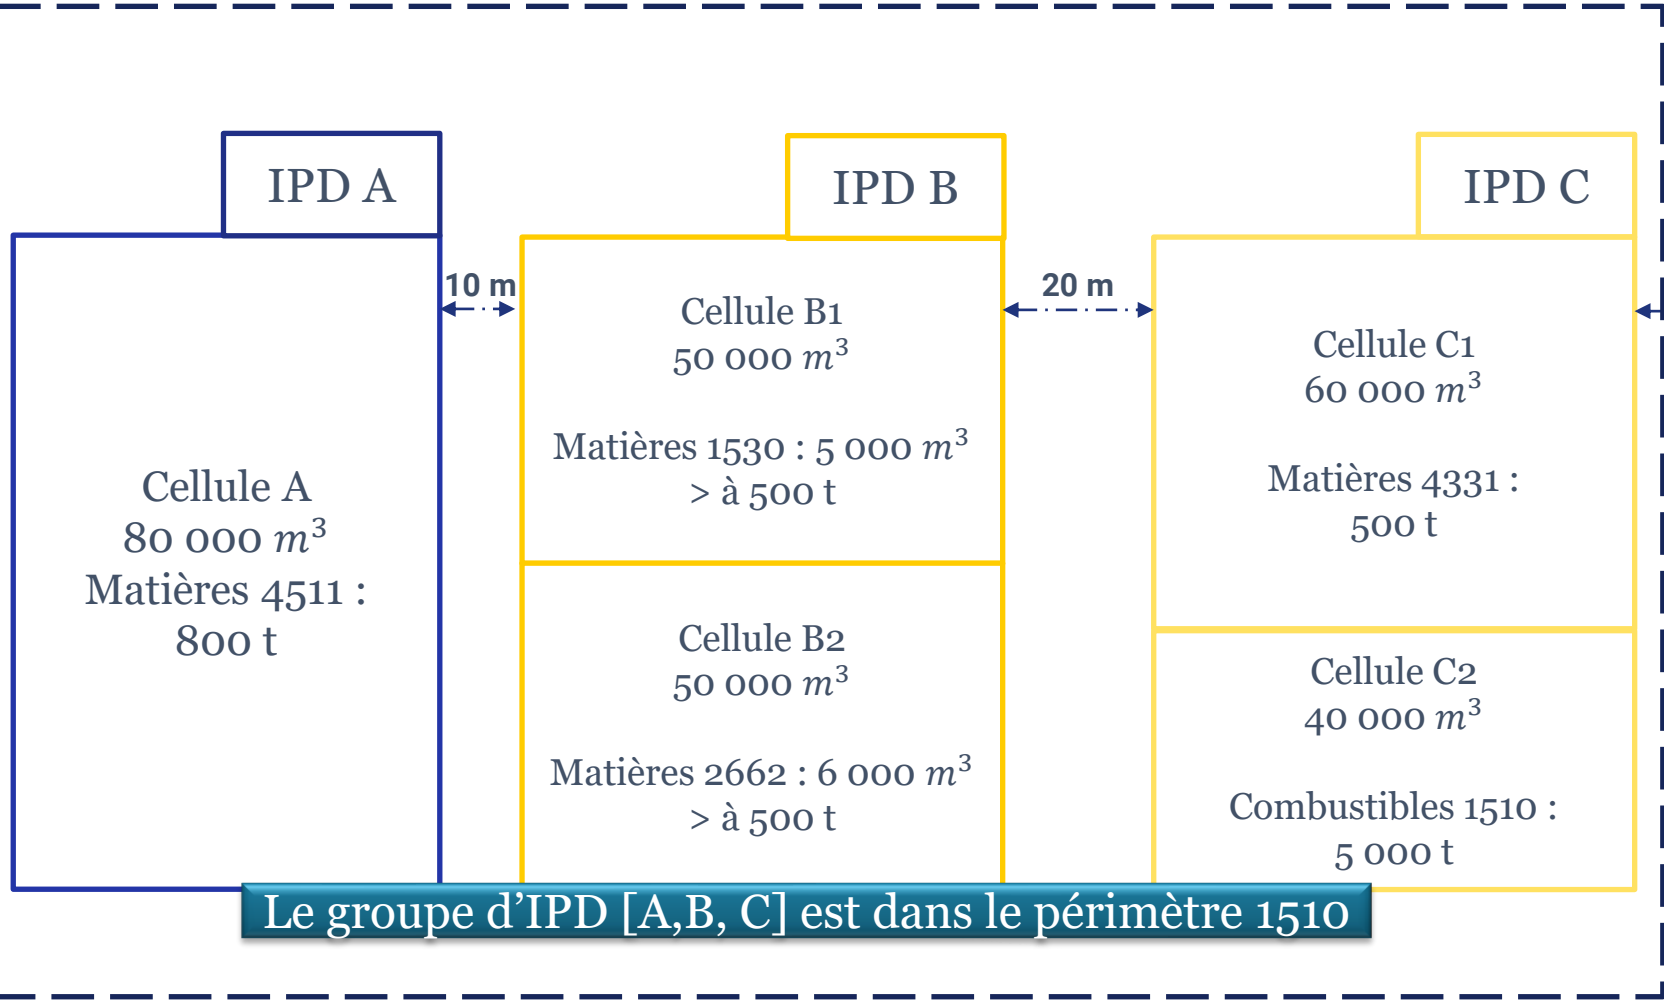 IPD A
IPD B
IPD C
10 m
20 m
Cellule A
80 000 m³
Matières 4511 :
800 t
Cellule B1
50 000 m³
Matières 1530 : 5 000 m³
> à 500 t
Cellule B2
50 000 m³
Matières 2662 : 6 000 m³
> à 500 t
Cellule C1
60 000 m³
Matières 4331 :
500 t
Cellule C2
40 000 m³
Combustibles 1510 :
5 000 t
Le groupe d’IPD [A,B, C] est dans le périmètre 1510